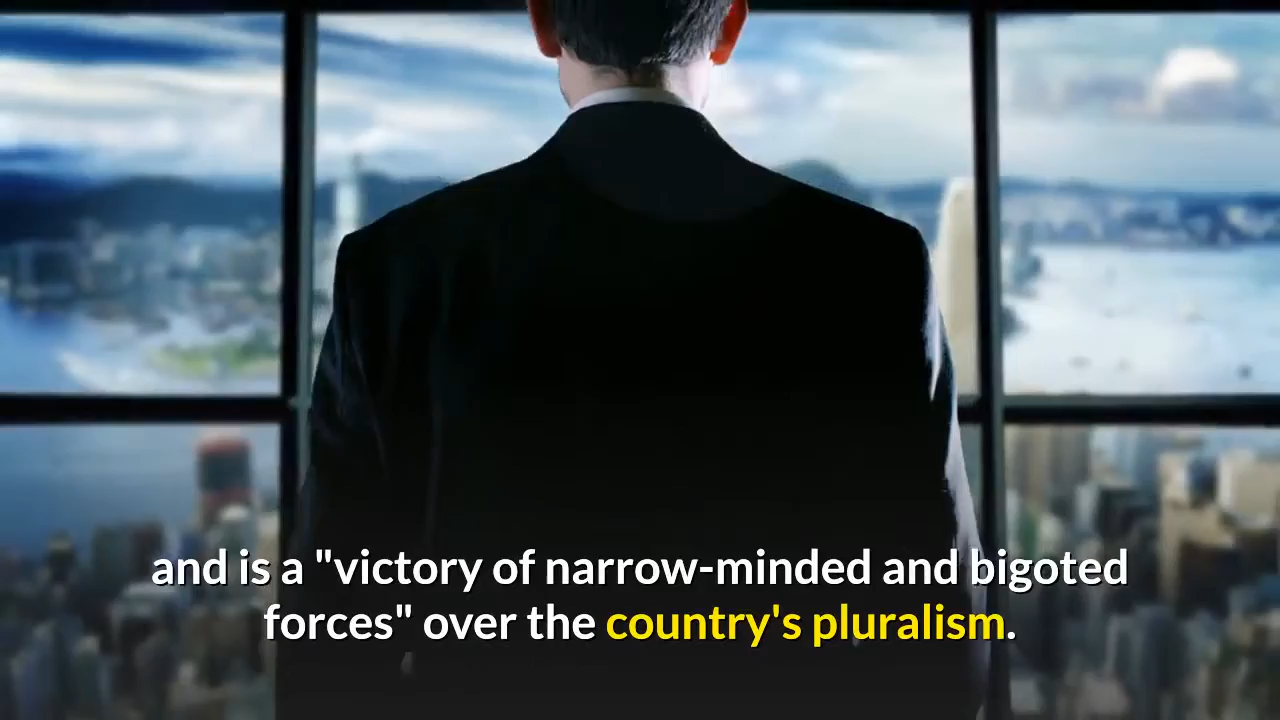 and is a "victory of narrow-minded and bigoted
forces" over the country's pluralism.